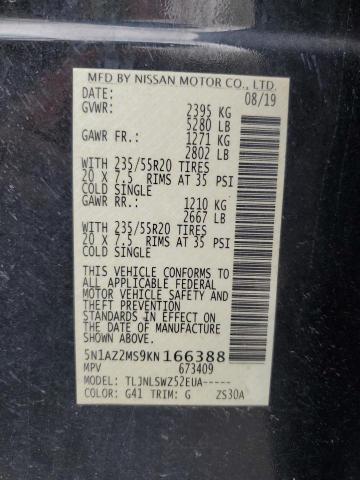 MFD BY NISSAN MOTOR CO., LTD.
DATE: 08/19
GVWR: 2395 KG
5280 LB
GAWR FR.: 1271 KG
2802 LB
WITH 235/55R20 TIRES
20 X 7.5 RIMS AT 35 PSI
COLD SINGLE
GAWR RR.: 1210 KG
2667 LB
WITH 235/55R20 TIRES
20 X 7.5 RIMS AT 35 PSI
COLD SINGLE
THIS VEHICLE CONFORMS TO
ALL APPLICABLE FEDERAL
MOTOR VEHICLE SAFETY
AND THEFT PREVENTION
STANDARDS IN EFFECT ON
THE DATE OF MANUFACTURE
SHOWN ABOVE.
5N1AZ2MS9KN166388
MPV 673409
MODEL: TLJNLSWZ52EUA-----
COLOR: G41 TRIM: G ZS30A